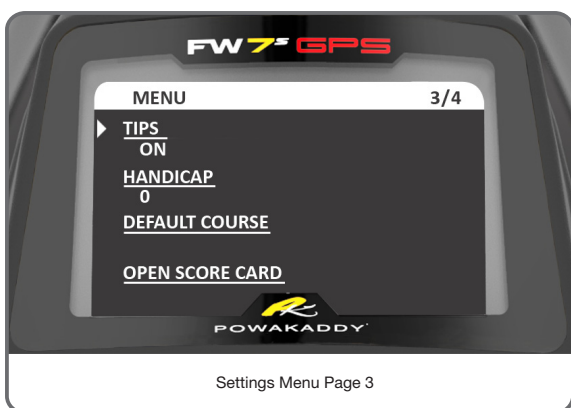 FW7s GPS
MENU 3/4
TIPS
ON
HANDICAP
0
DEFAULT COURSE
OPEN SCORE CARD
POWAKADDY
Settings Menu Page 3